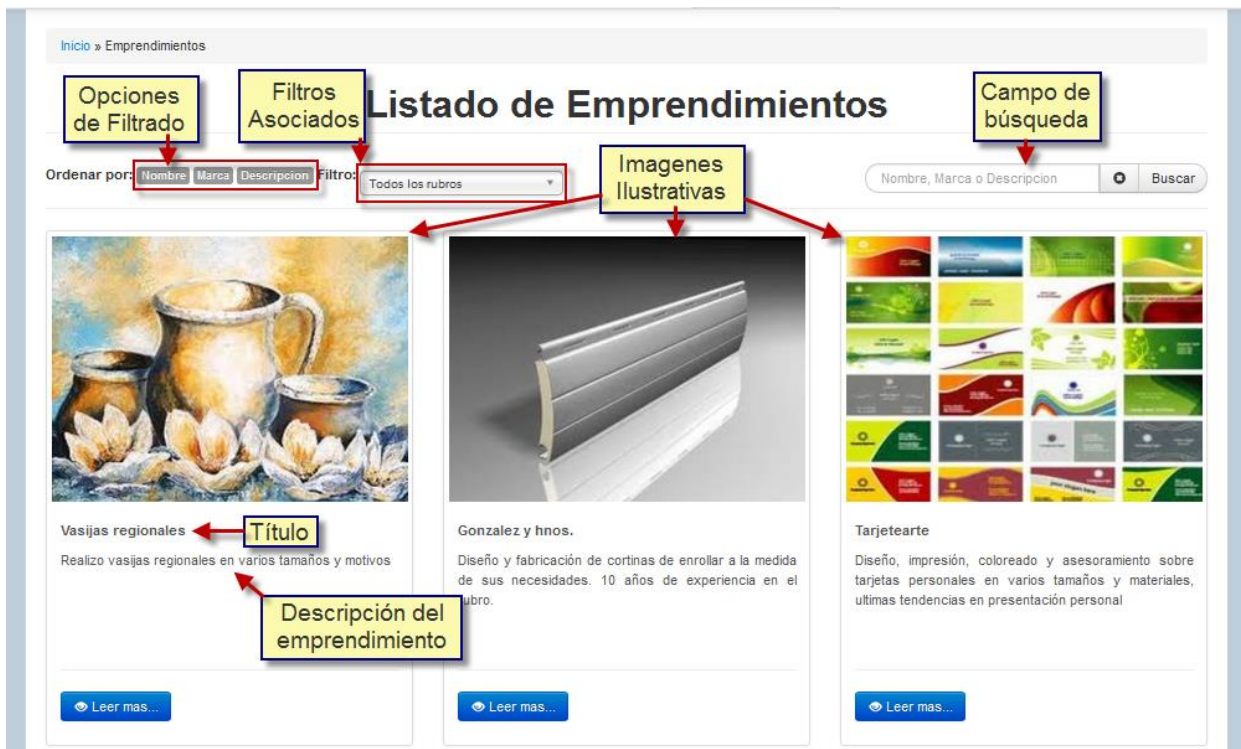 Inicio » Emprendimientos
Opciones
de Filtrado
Filtros
Asociados
Listado de Emprendimientos
Campo de
búsqueda
Ordenar por: Nombre Marca Descripcion Filtro: Todos los rubros
Nombre, Marca o Descripcion Buscar
Imagenes
Ilustrativas
Vasijas regionales
Título
Realizo vasijas regionales en varios tamaños y motivos
Descripción del
emprendimiento
Leer mas...
Gonzalez y hnos.
Diseño y fabricación de cortinas de enrollar a la medida
de sus necesidades. 10 años de experiencia en el
rubro.
Leer mas...
Tarjetearte
Diseño, impresión, coloreado y asesoramiento sobre
tarjetas personales en varios tamaños y materiales,
ultimas tendencias en presentación personal
Leer mas...